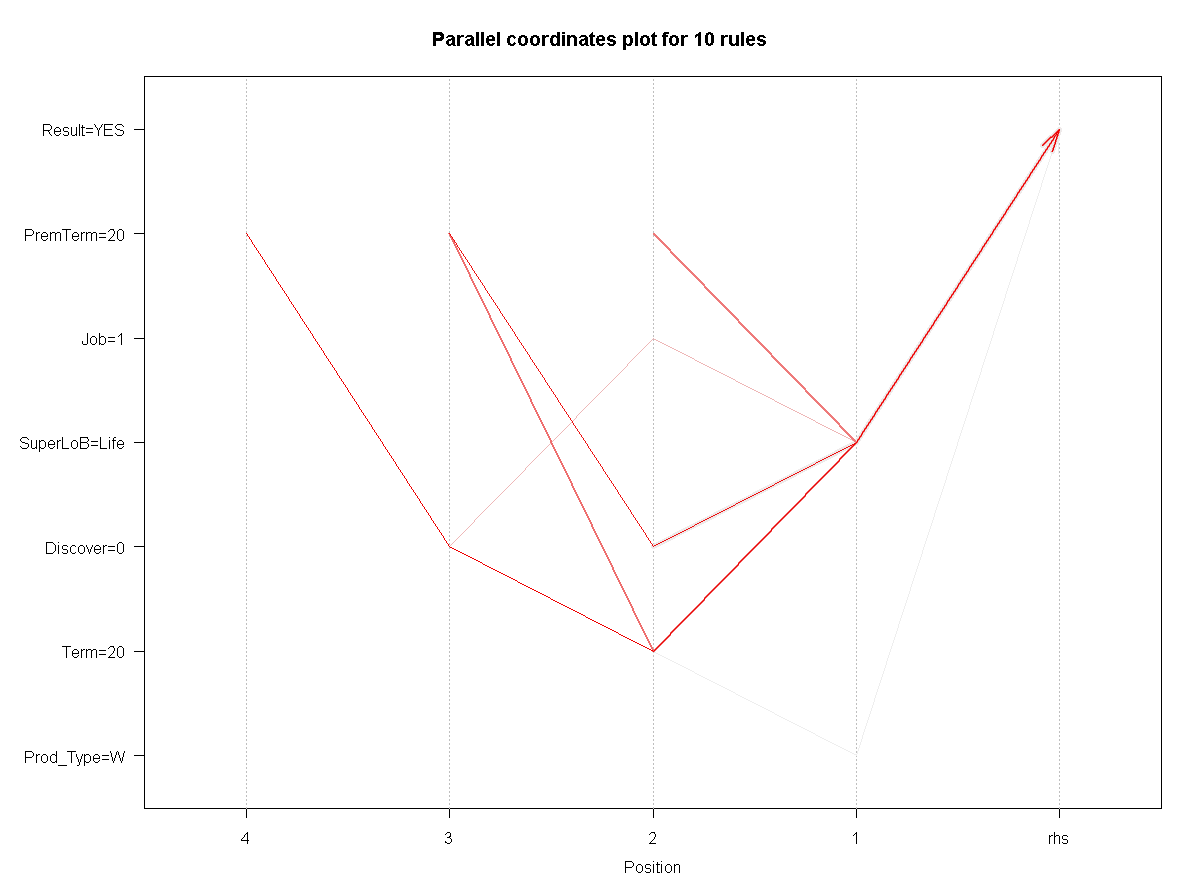 Parallel coordinates plot for 10 rules
Result=YES
PremTerm=20
Job=1
SuperLoB=Life
Discover=0
Term=20
Prod_Type=W
4 3 2 1 rhs
Position